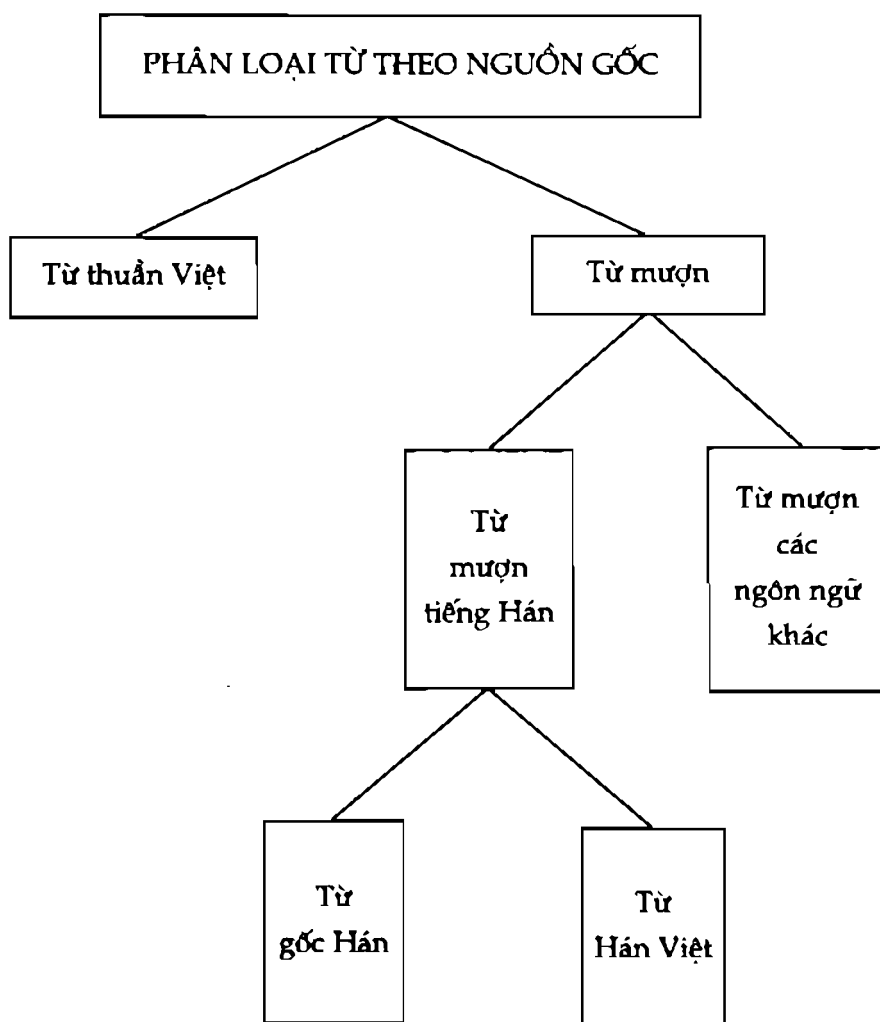 PHÂN LOẠI TỪ THEO NGUỒN GỐC
Từ thuần Việt
Từ mượn
Từ
mượn
tiếng Hán
Từ mượn
các
ngôn ngữ
khác
Từ
gốc Hán
Từ
Hán Việt